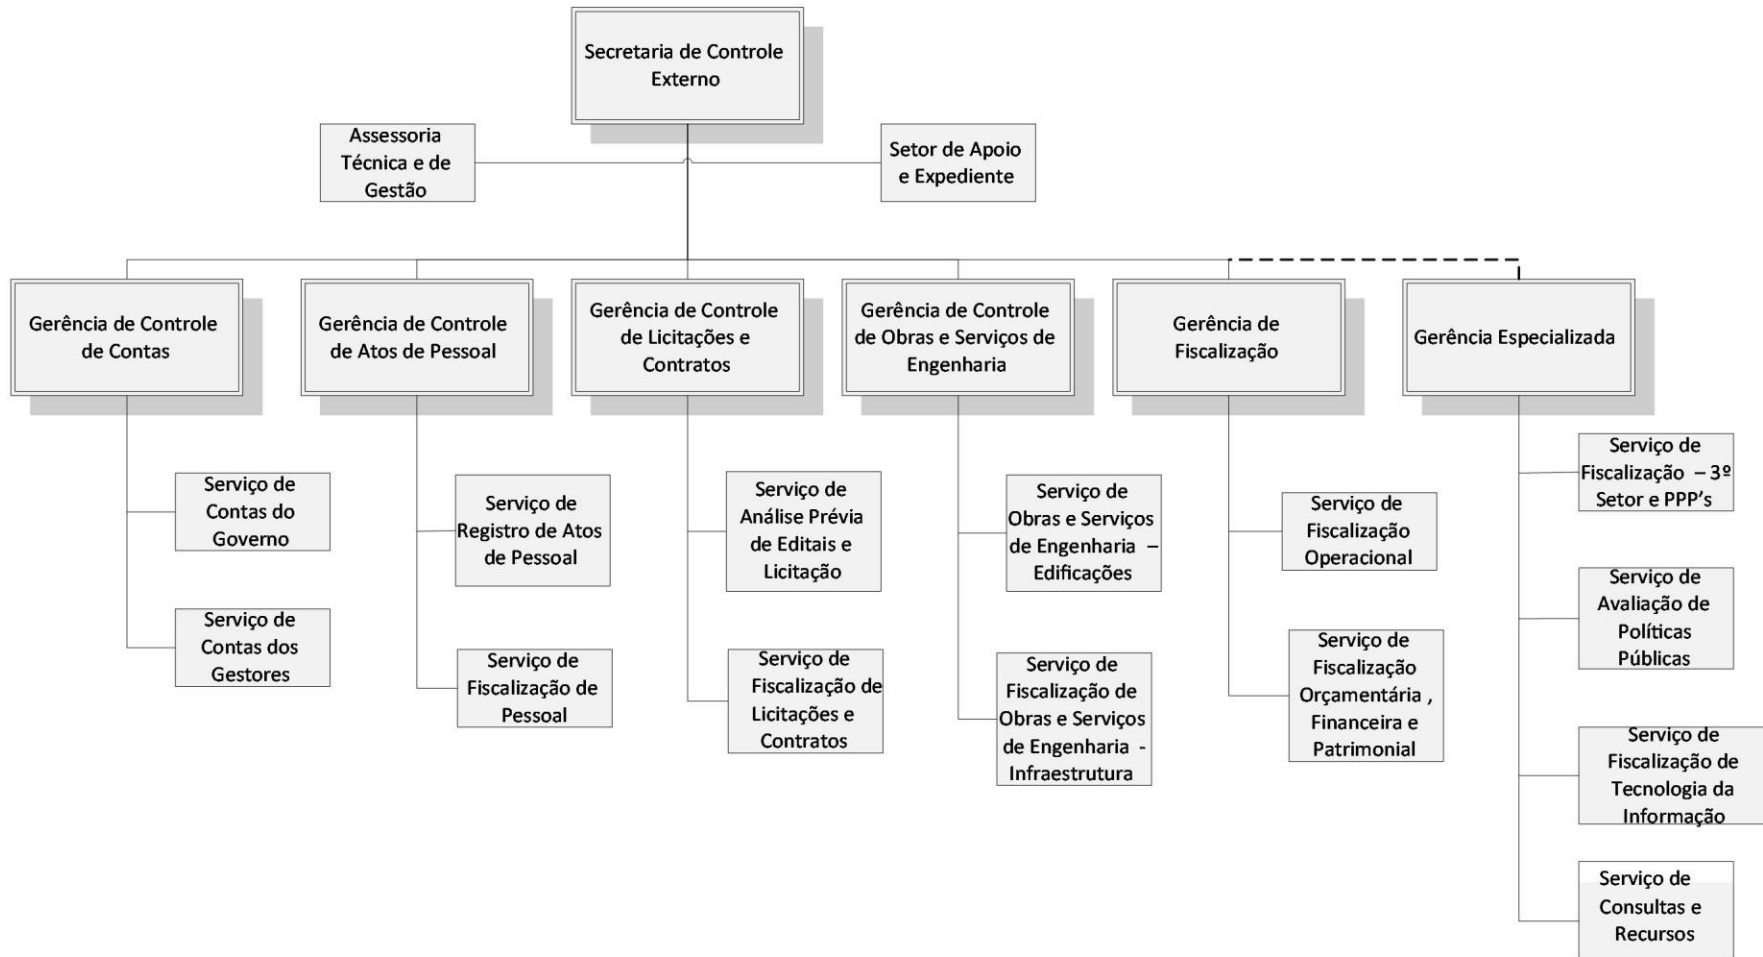 Secretaria de Controle
Externo
Assessoria
Técnica e de
Gestão
Setor de Apoio
e Expediente
Gerência de Controle
de Contas
Gerência de Controle
de Atos de Pessoal
Gerência de Controle
de Licitações e
Contratos
Gerência de Controle
de Obras e Serviços de
Engenharia
Gerência de
Fiscalização
Gerência Especializada
Serviço de
Contas do
Governo
Serviço de
Contas dos
Gestores
Serviço de
Registro de Atos
de Pessoal
Serviço de
Fiscalização de
Pessoal
Serviço de
Análise Prévia
de Editais e
Licitação
Serviço de
Fiscalização de
Licitações e
Contratos
Serviço de
Obras e Serviços
de Engenharia –
Edificações
Serviço de
Fiscalização de
Obras e Serviços
de Engenharia -
Infraestrutura
Serviço de
Fiscalização
Operacional
Serviço de
Fiscalização
Orçamentária ,
Financeira e
Patrimonial
Serviço de
Fiscalização – 3º
Setor e PPP's
Serviço de
Avaliação de
Políticas
Públicas
Serviço de
Fiscalização de
Tecnologia da
Informação
Serviço de
Consultas e
Recursos